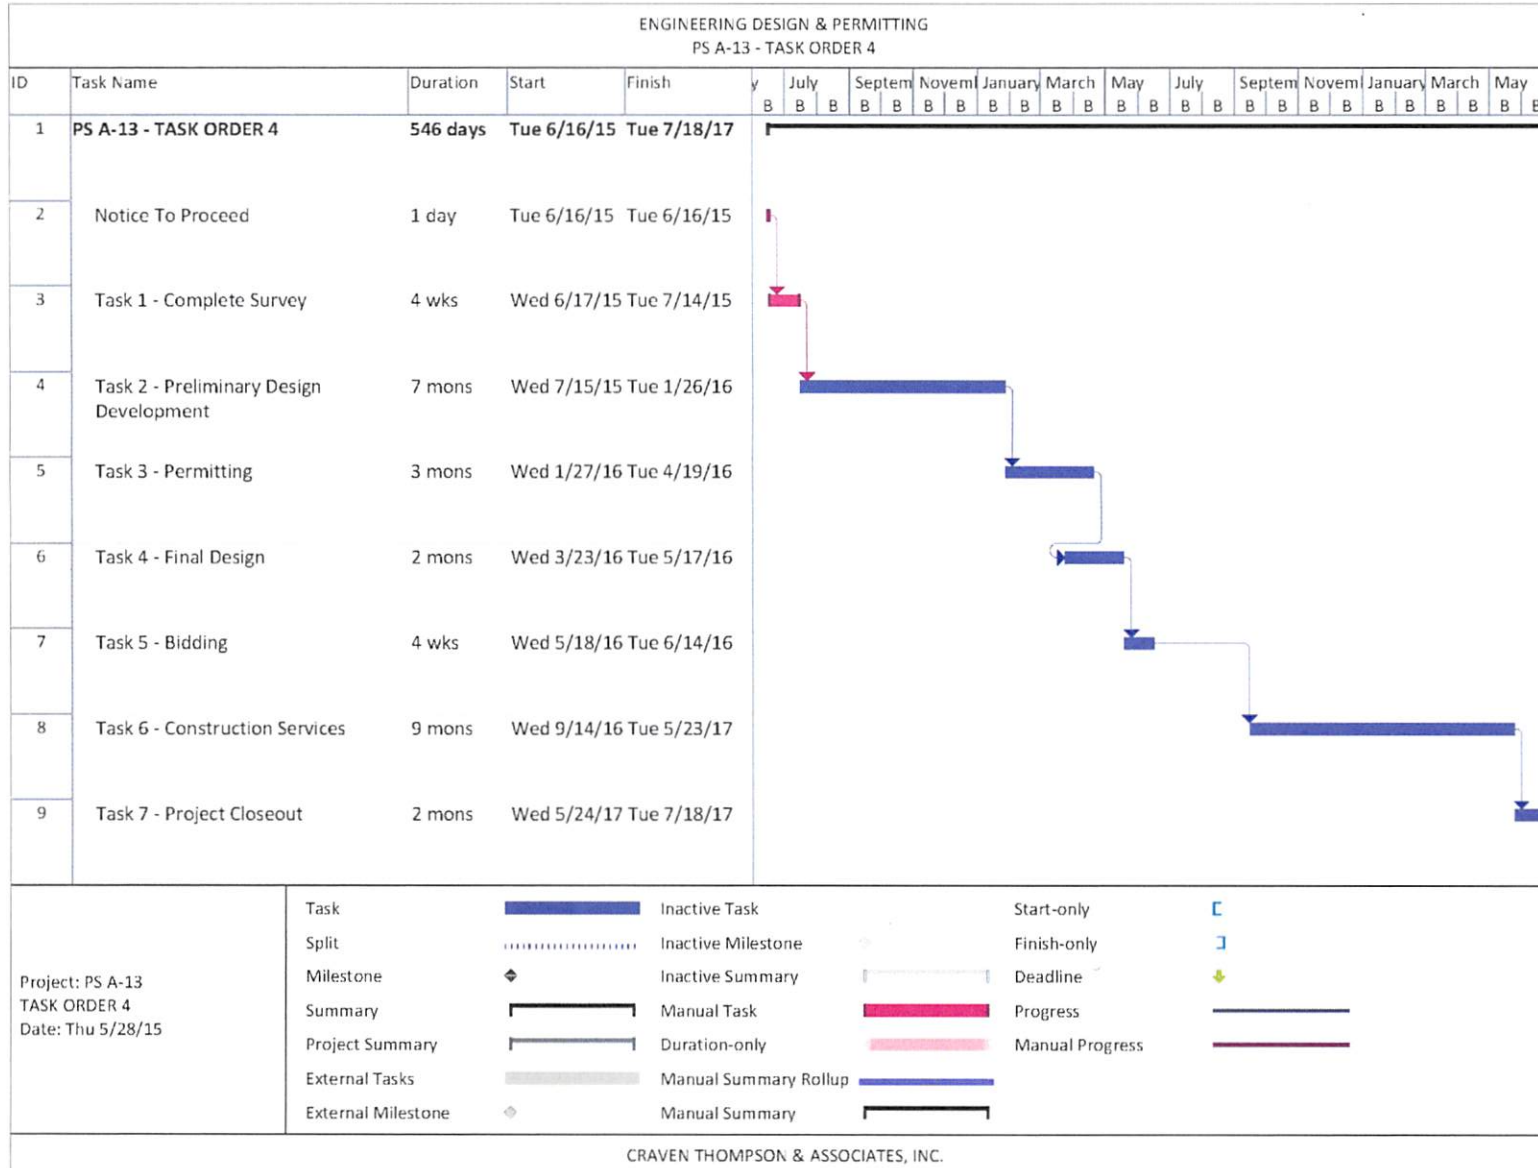 ENGINEERING DESIGN & PERMITTING
PS A-13 - TASK ORDER 4
ID Task Name Duration Start Finish y July Septem Noveml January March May July Septem Noveml January March May
B B B B B B B B B B B B B B B B B B B B B B B B E
1 PS A-13 - TASK ORDER 4 546 days Tue 6/16/15 Tue 7/18/17
2 Notice To Proceed 1 day Tue 6/16/15 Tue 6/16/15
3 Task 1 - Complete Survey 4 wks Wed 6/17/15 Tue 7/14/15
4 Task 2 - Preliminary Design 7 mons Wed 7/15/15 Tue 1/26/16
Development
5 Task 3 - Permitting 3 mons Wed 1/27/16 Tue 4/19/16
6 Task 4 - Final Design 2 mons Wed 3/23/16 Tue 5/17/16
7 Task 5 - Bidding 4 wks Wed 5/18/16 Tue 6/14/16
8 Task 6 - Construction Services 9 mons Wed 9/14/16 Tue 5/23/17
9 Task 7 - Project Closeout 2 mons Wed 5/24/17 Tue 7/18/17
Project: PS A-13
TASK ORDER 4
Date: Thu 5/28/15
Task Inactive Task Start-only
Split Inactive Milestone Finish-only
Milestone Inactive Summary Deadline
Summary Manual Task Progress
Project Summary Duration-only Manual Progress
External Tasks Manual Summary Rollup
External Milestone Manual Summary
CRAVEN THOMPSON & ASSOCIATES, INC.